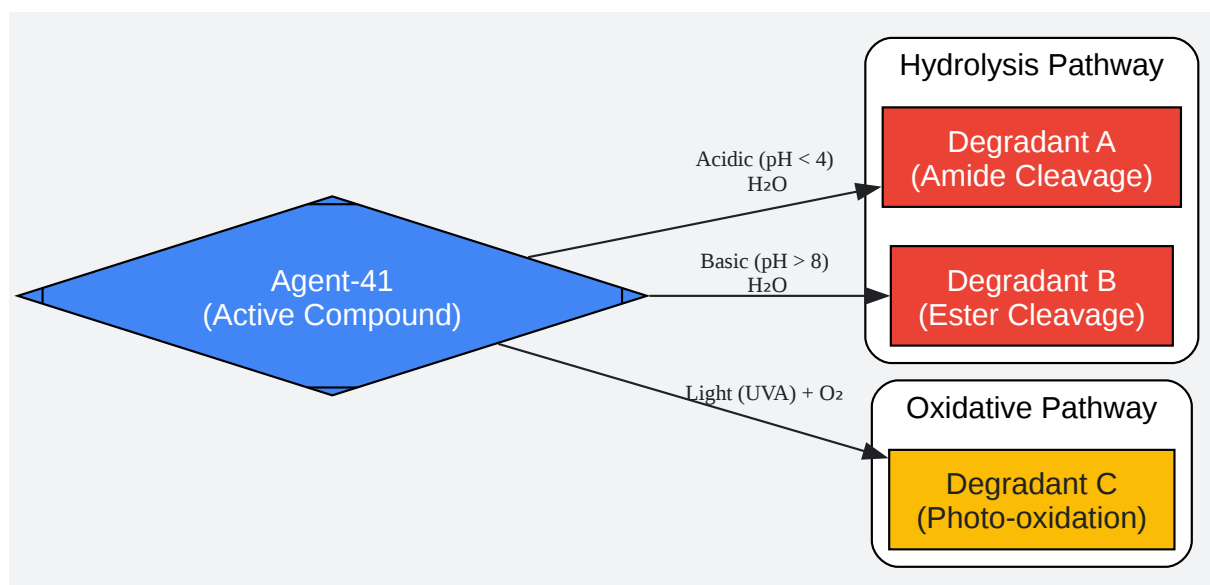 Agent-41
(Active Compound)
Acidic (pH < 4)
H₂O
Basic (pH > 8)
H₂O
Light (UVA) + O₂
Hydrolysis Pathway
Degradant A
(Amide Cleavage)
Degradant B
(Ester Cleavage)
Oxidative Pathway
Degradant C
(Photo-oxidation)